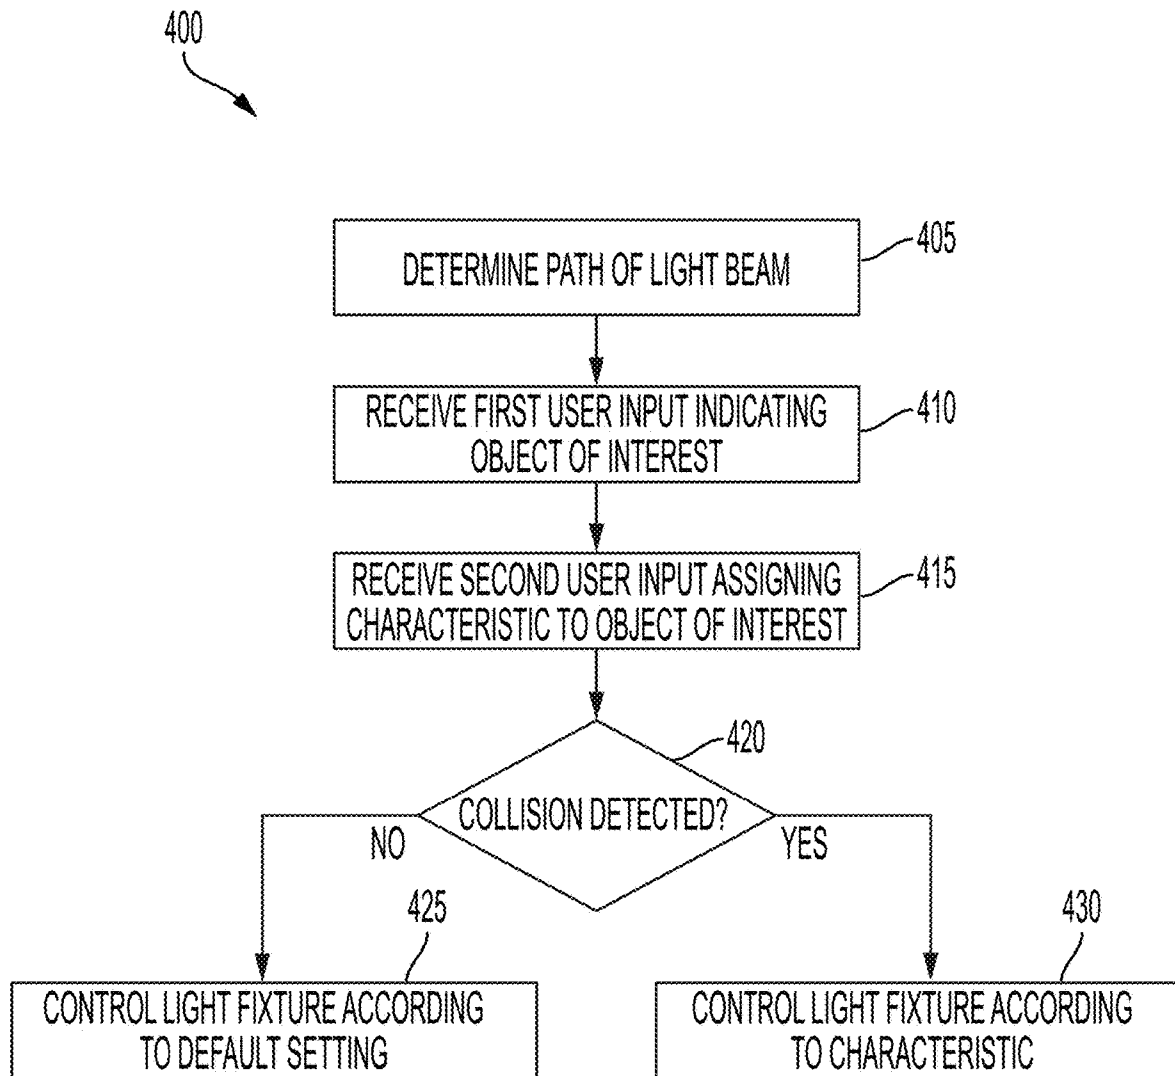 400
DETERMINE PATH OF LIGHT BEAM
405
RECEIVE FIRST USER INPUT INDICATING
OBJECT OF INTEREST
410
RECEIVE SECOND USER INPUT ASSIGNING
CHARACTERISTIC TO OBJECT OF INTEREST
415
420
COLLISION DETECTED?
NO
YES
425
430
CONTROL LIGHT FIXTURE ACCORDING
TO DEFAULT SETTING
CONTROL LIGHT FIXTURE ACCORDING
TO CHARACTERISTIC